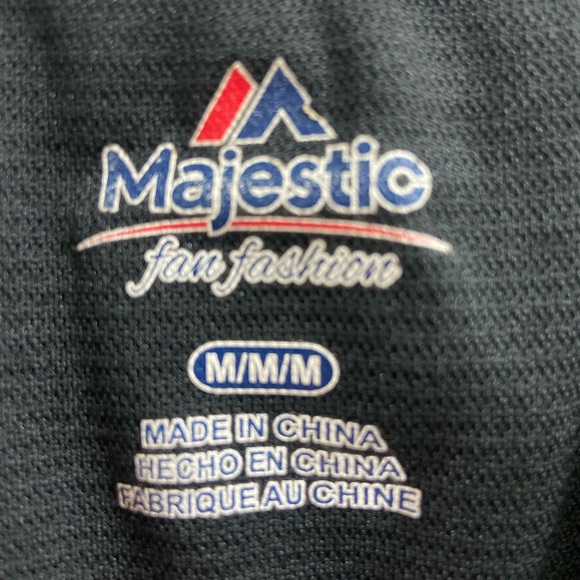 Majestic
fan fashion
M/M/M
MADE IN CHINA
HECHO EN CHINA
FABRIQUE AU CHINE